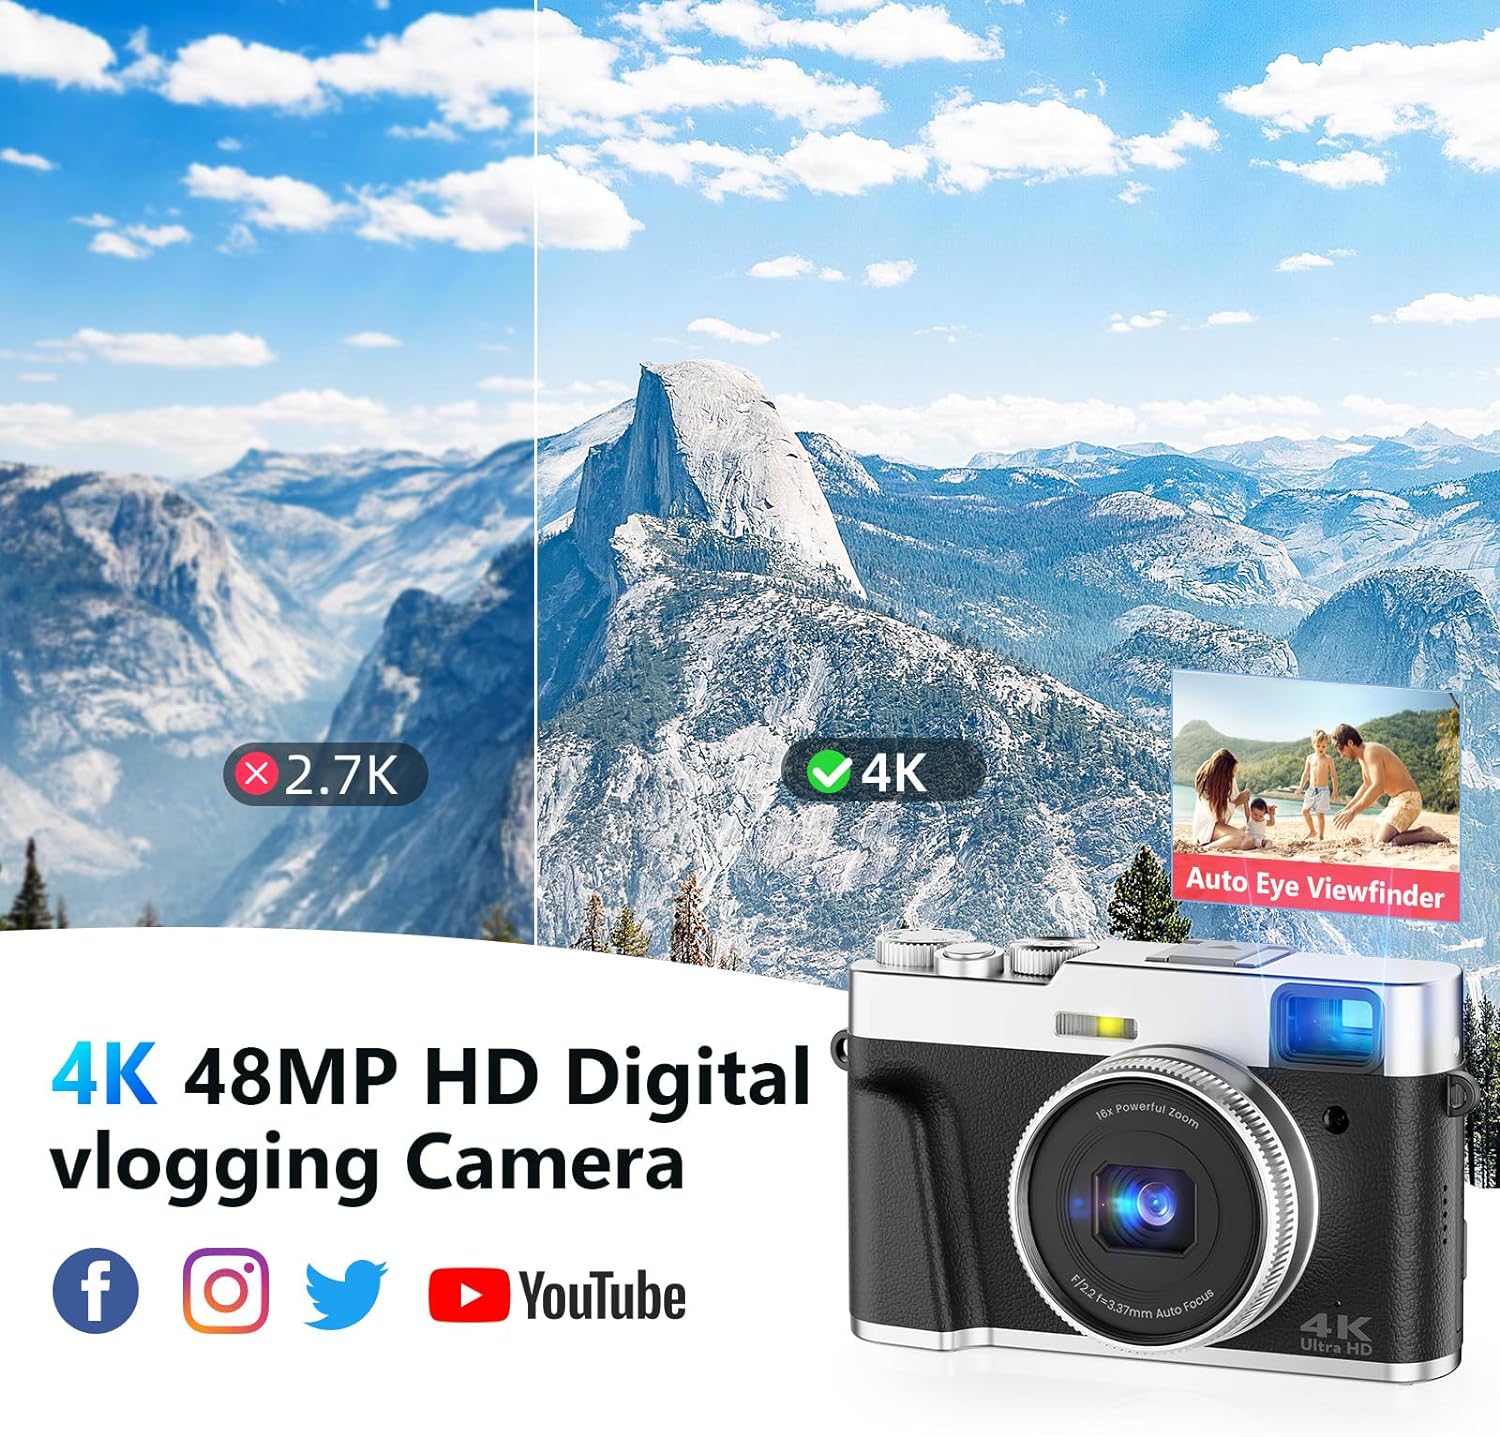 2.7K
4K
Auto Eye Viewfinder
4K 48MP HD Digital
vlogging Camera
f
YouTube
16x Powerful Zoom
F/2.2 f=3.37mm Auto Focus
4K
Ultra HD